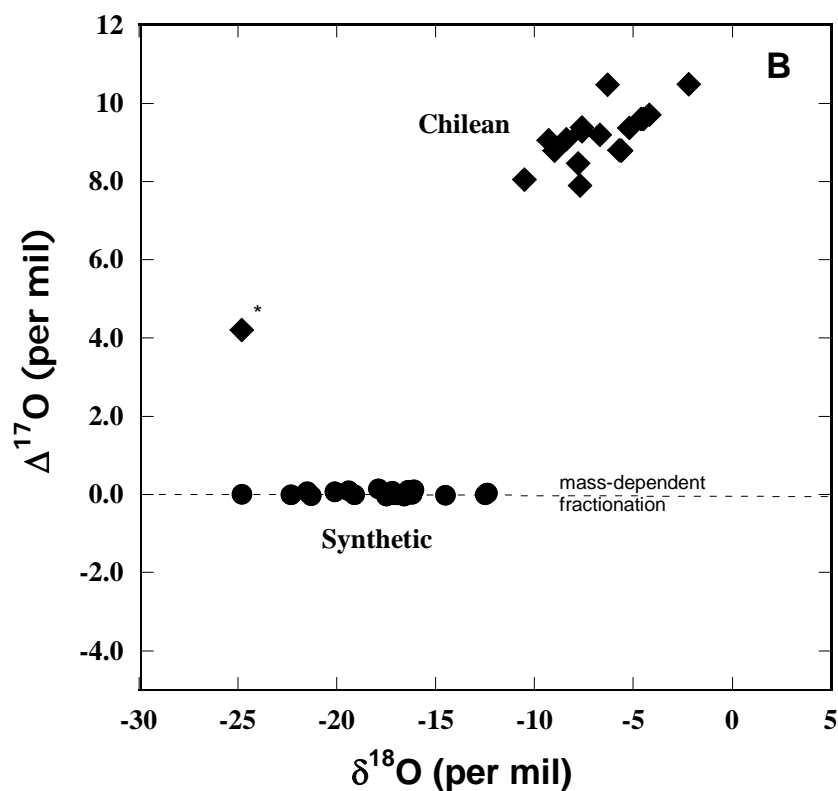 B
12
10
8.0
6.0
4.0
2.0
0.0
-2.0
-4.0
Δ¹⁷O (per mil)
Chilean
*
mass-dependent
fractionation
Synthetic
-30 -25 -20 -15 -10 -5 0 5
δ¹⁸O (per mil)